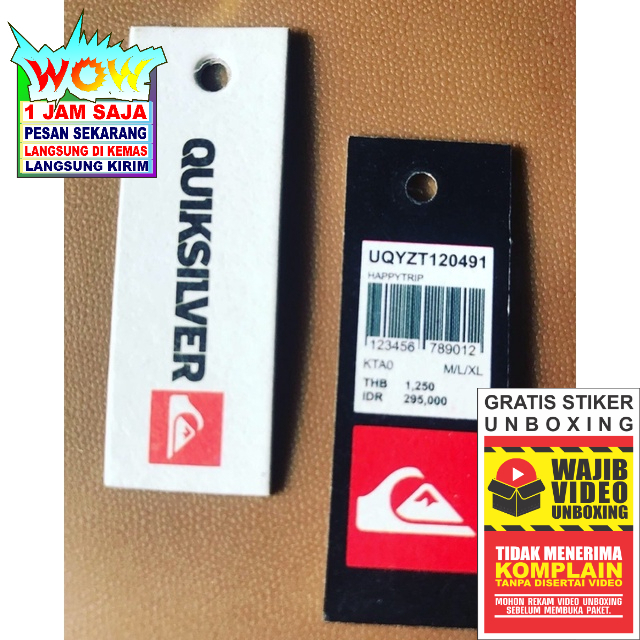 WOW
1 JAM SAJA
PESAN SEKARANG
LANGSUNG DI KEMAS
LANGSUNG KIRIM
QUIKSILVER
UQYZT120491
HAPPYTRIP
123456 789012
KTA0 M/L/XL
THB 1,250
IDR 295,000
GRATIS STIKER
UNBOXING
WAJIB
VIDEO
UNBOXING
TIDAK MENERIMA
KOMPLAIN
TANPA DISERTAI VIDEO
MOHON REKAM VIDEO UNBOXING
SEBELUM MEMBUKA PAKET.